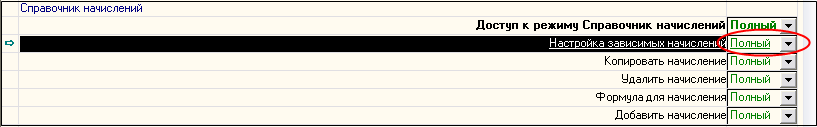 Справочник начислений
Доступ к режиму Справочник начислений Полный
Настройка зависимых начислений Полный
Копировать начисление Полный
Удалить начисление Полный
Формула для начисления Полный
Добавить начисление Полный